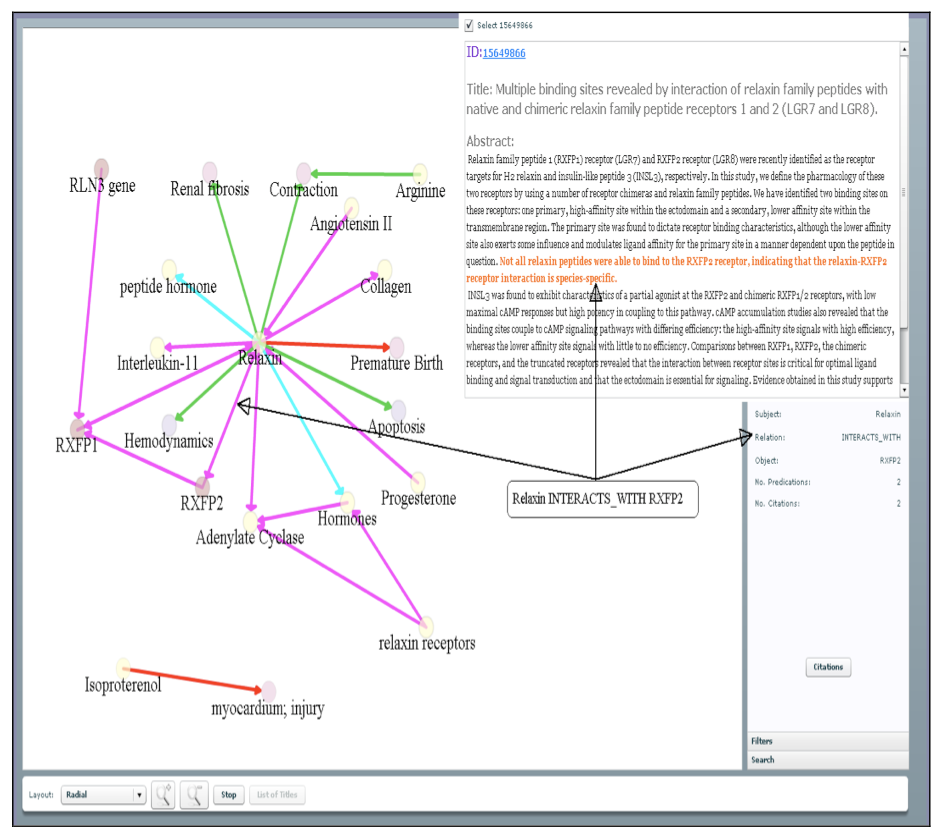 Select 15649866
ID:15649866
Title: Multiple binding sites revealed by interaction of relaxin family peptides with
native and chimeric relaxin family peptide receptors 1 and 2 (LGR7 and LGR8).
Abstract:
Relaxin family peptide 1 (RXFP1) receptor (LGR7) and RXFP2 receptor (LGR8) were recently identified as the receptor
targets for H2 relaxin and insulin-like peptide 3 (INSL3), respectively. In this study, we define the pharmacology of these
two receptors by using a number of receptor chimeras and relaxin family peptides. We have identified two binding sites on
these receptors: one primary, high-affinity site within the ectodomain and a secondary, lower affinity site within the
transmembrane region. The primary site was found to dictate receptor binding characteristics, although the lower affinity
site also exerts some influence and modulates ligand affinity for the primary site in a manner dependent upon the peptide in
question. Not all relaxin peptides were able to bind to the RXFP2 receptor, indicating that the relaxin-RXFP2
receptor interaction is species-specific.
INSL3 was found to exhibit characteristics of a partial agonist at the RXFP2 and chimeric RXFP1/2 receptors, with low
maximal cAMP responses but high potency in coupling to this pathway. cAMP accumulation studies also revealed that the
binding sites couple to cAMP signaling pathways with differing efficiency: the high-affinity site signals with high efficiency,
whereas the lower affinity site signals with little to no efficiency. Comparisons between RXFP1, RXFP2, the chimeric
receptors, and the truncated receptors revealed that the interaction between receptor sites is critical for optimal ligand
binding and signal transduction and that the ectodomain is essential for signaling. Evidence obtained in this study supports
RLN3 gene
Renal fibrosis
Contraction
Arginine
Angiotensin II
peptide hormone
Collagen
Interleukin-11
Relaxin
Premature Birth
RXFP1
Hemodynamics
Apoptosis
RXFP2
Progesterone
Hormones
Adenylate Cyclase
relaxin receptors
Isoproterenol
myocardium; injury
Relaxin INTERACTS_WITH RXFP2
Subject: Relaxin
Relation: INTERACTS_WITH
Object: RXFP2
No. Predications: 2
No. Citations: 2
Citations
Filters
Search
Layout: Radial Stop List of Titles